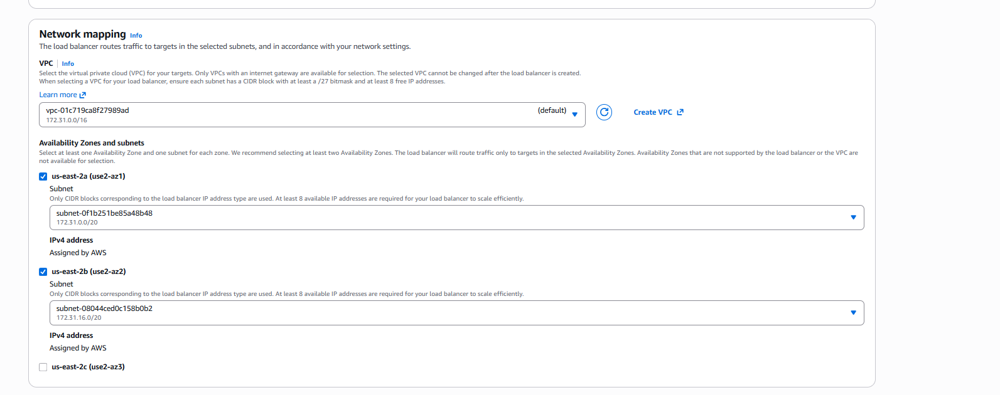 Network mapping Info
The load balancer routes traffic to targets in the selected subnets, and in accordance with your network settings.
VPC Info
Select the virtual private cloud (VPC) for your targets. Only VPCs with an internet gateway are available for selection. The selected VPC cannot be changed after the load balancer is created.
When selecting a VPC for your load balancer, ensure each subnet has a CIDR block with at least a /27 bitmask and at least 8 free IP addresses.
Learn more
vpc-01c719ca8f27989ad (default)
172.31.0.0/16
Create VPC
Availability Zones and subnets
Select at least one Availability Zone and one subnet for each zone. We recommend selecting at least two Availability Zones. The load balancer will route traffic only to targets in the selected Availability Zones. Availability Zones that are not supported by the load balancer or the VPC are
not available for selection.
us-east-2a (use2-az1)
Subnet
Only CIDR blocks corresponding to the load balancer IP address type are used. At least 8 available IP addresses are required for your load balancer to scale efficiently.
subnet-0f1b251be85a48b48
172.31.0.0/20
IPv4 address
Assigned by AWS
us-east-2b (use2-az2)
Subnet
Only CIDR blocks corresponding to the load balancer IP address type are used. At least 8 available IP addresses are required for your load balancer to scale efficiently.
subnet-08044ced0c158b0b2
172.31.16.0/20
IPv4 address
Assigned by AWS
us-east-2c (use2-az3)